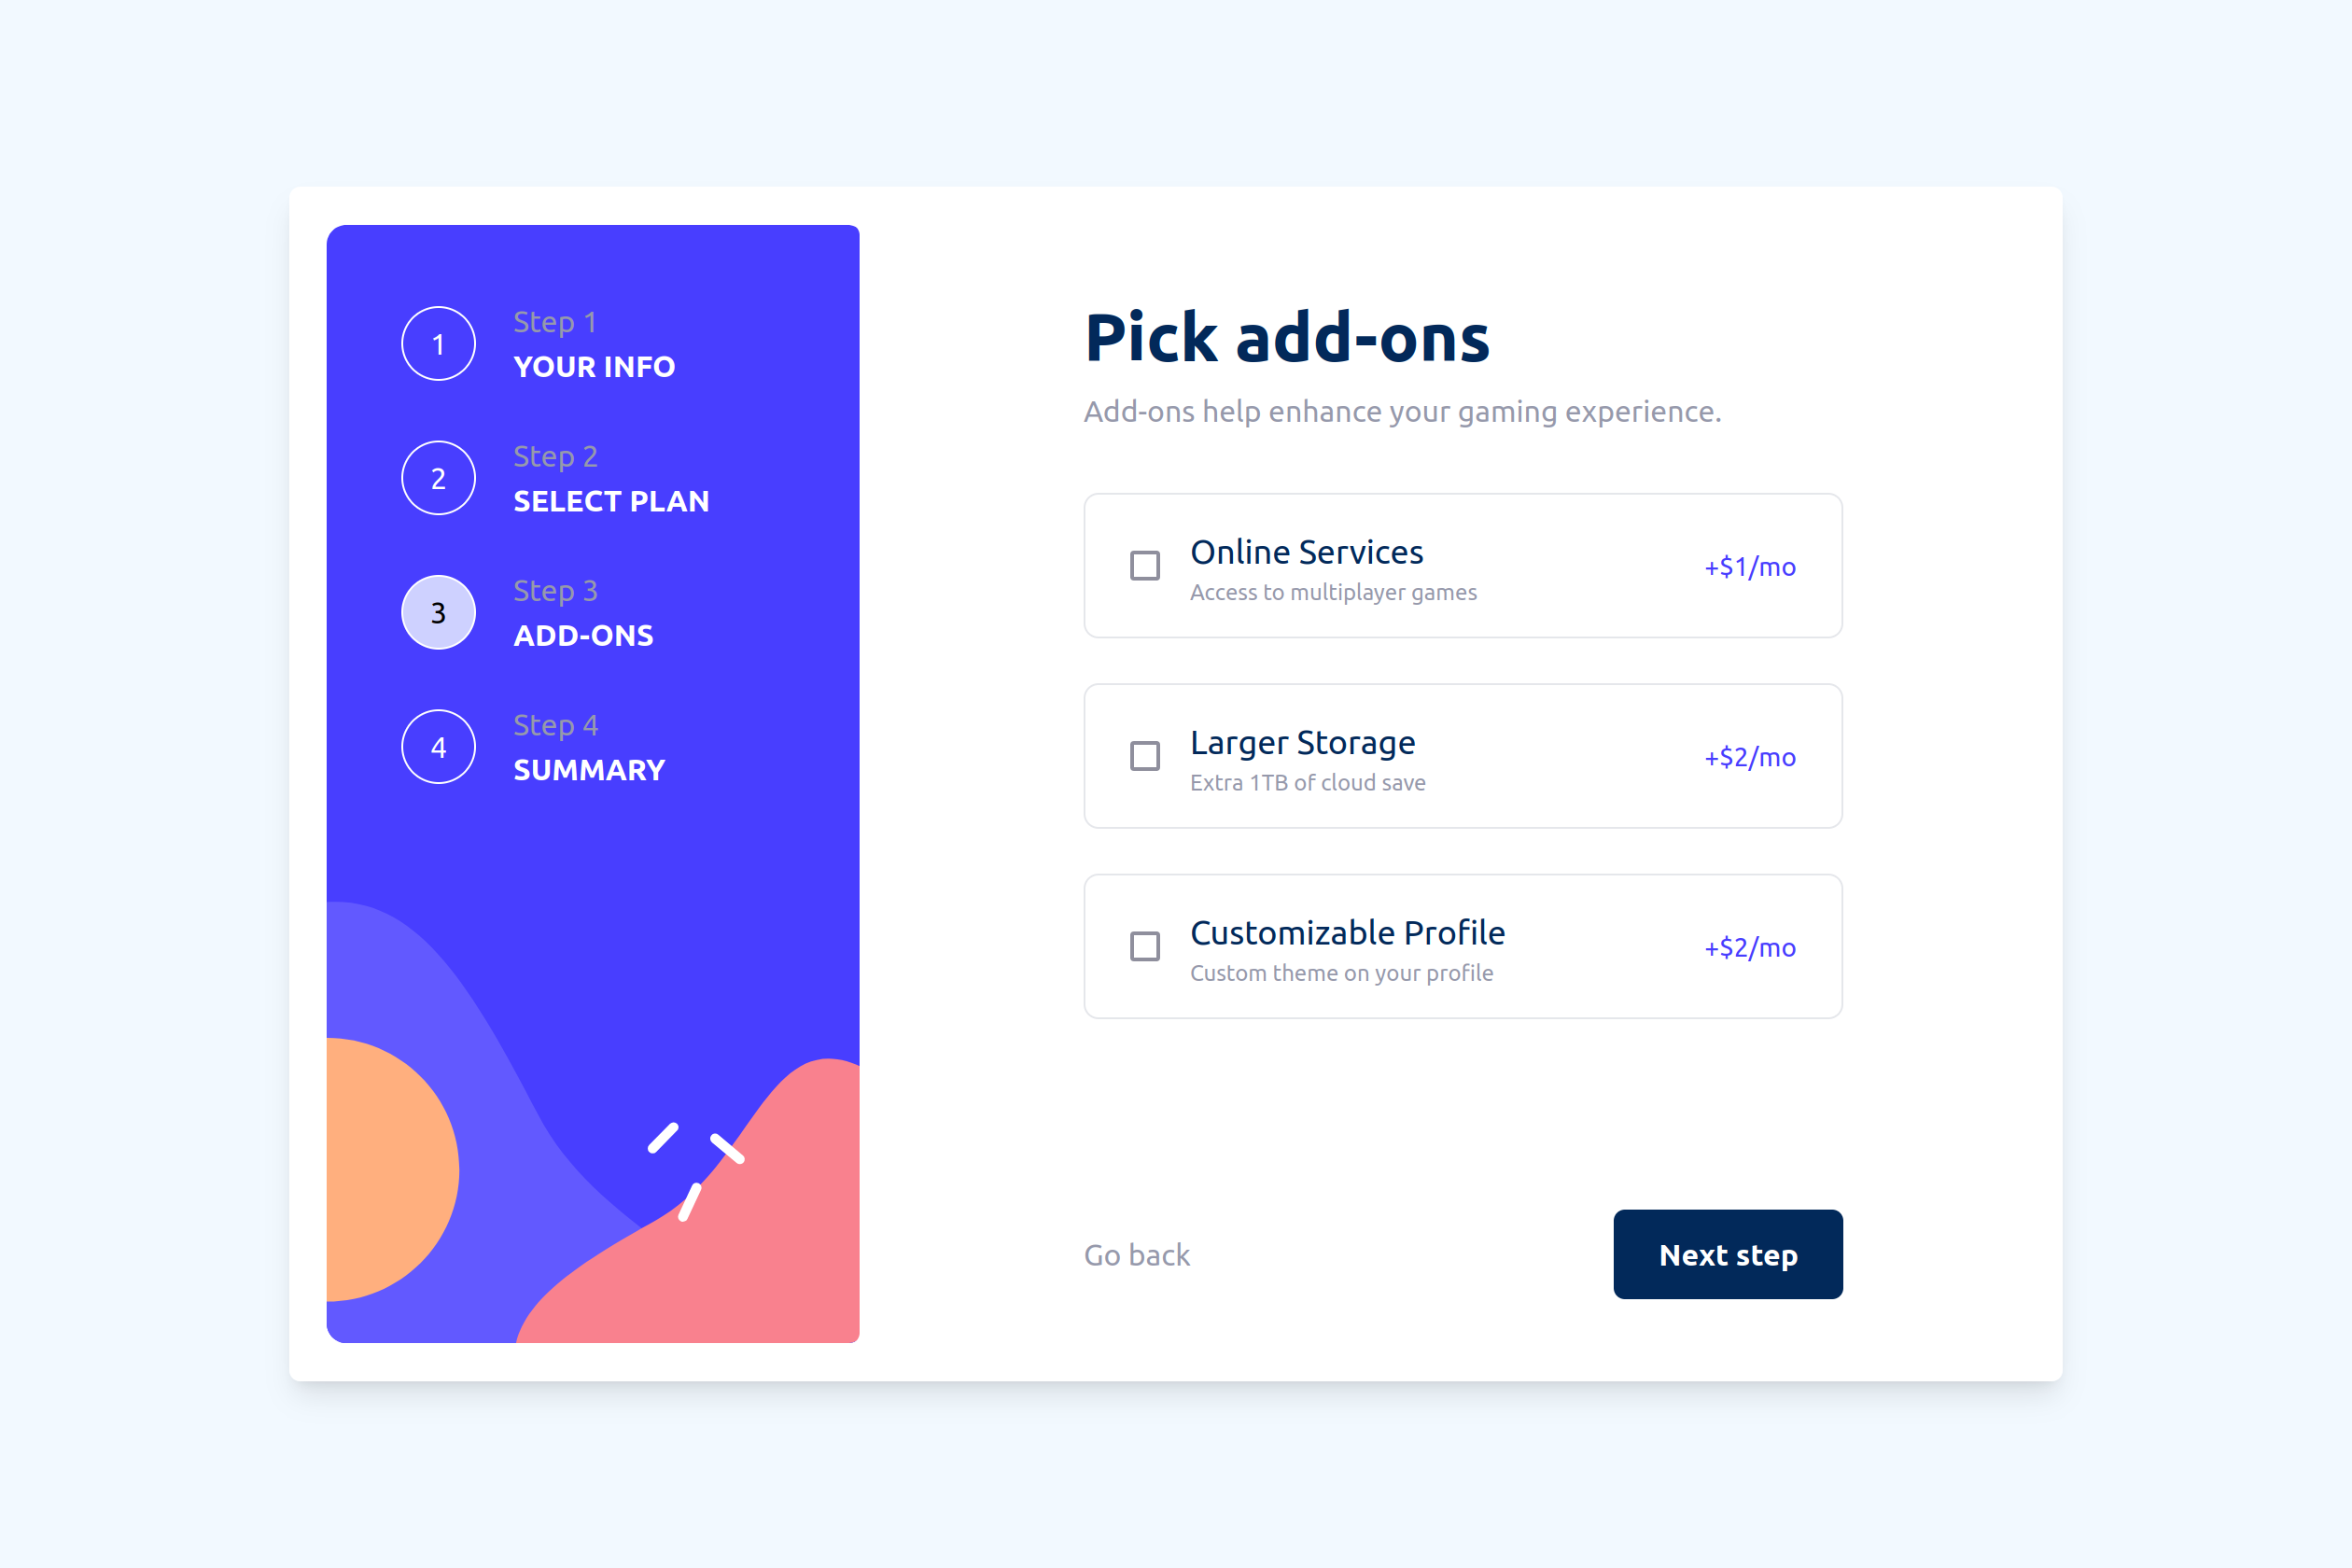 1
Step 1
YOUR INFO
2
Step 2
SELECT PLAN
3
Step 3
ADD-ONS
4
Step 4
SUMMARY
Pick add-ons
Add-ons help enhance your gaming experience.
Online Services
Access to multiplayer games
+$1/mo
Larger Storage
Extra 1TB of cloud save
+$2/mo
Customizable Profile
Custom theme on your profile
+$2/mo
Go back
Next step